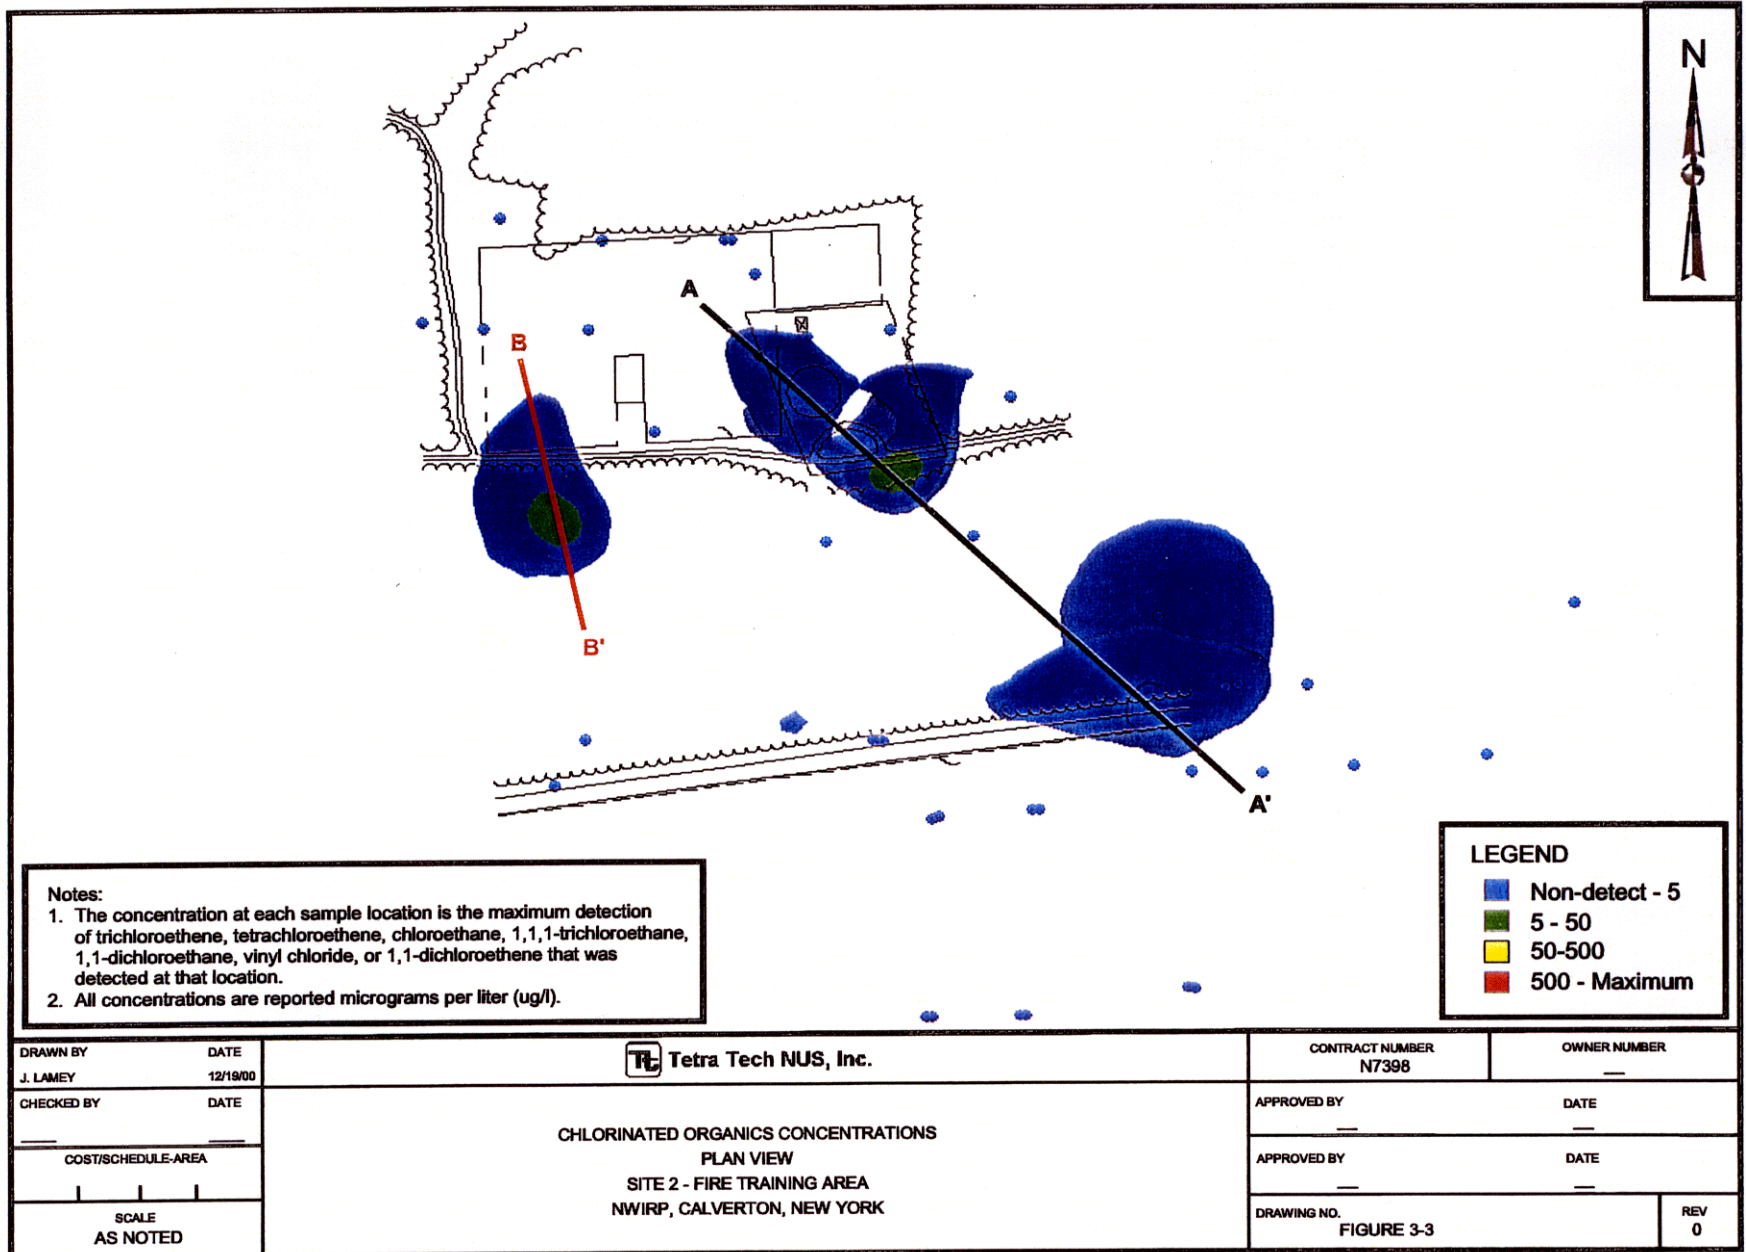 N
A
B
B'
A'
LEGEND
Non-detect - 5
5 - 50
50-500
500 - Maximum
Notes:
1. The concentration at each sample location is the maximum detection
of trichloroethene, tetrachloroethene, chloroethane, 1,1,1-trichloroethane,
1,1-dichloroethane, vinyl chloride, or 1,1-dichloroethene that was
detected at that location.
2. All concentrations are reported micrograms per liter (ug/l).
DRAWN BY DATE
J. LAMEY 12/19/00
CHECKED BY DATE
COST/SCHEDULE-AREA
SCALE
AS NOTED
Tt Tetra Tech NUS, Inc.
CHLORINATED ORGANICS CONCENTRATIONS
PLAN VIEW
SITE 2 - FIRE TRAINING AREA
NWIRP, CALVERTON, NEW YORK
CONTRACT NUMBER
N7398
OWNER NUMBER
APPROVED BY DATE
APPROVED BY DATE
DRAWING NO.
FIGURE 3-3
REV
0